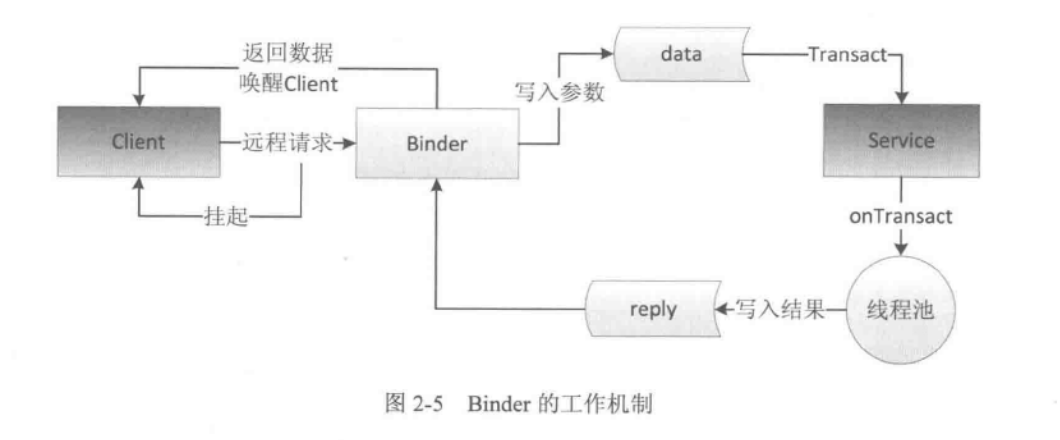 返回数据
唤醒Client
data
Transact
写入参数
Client
远程请求
Binder
Service
挂起
onTransact
reply
写入结果
线程池
图 2-5 Binder 的工作机制